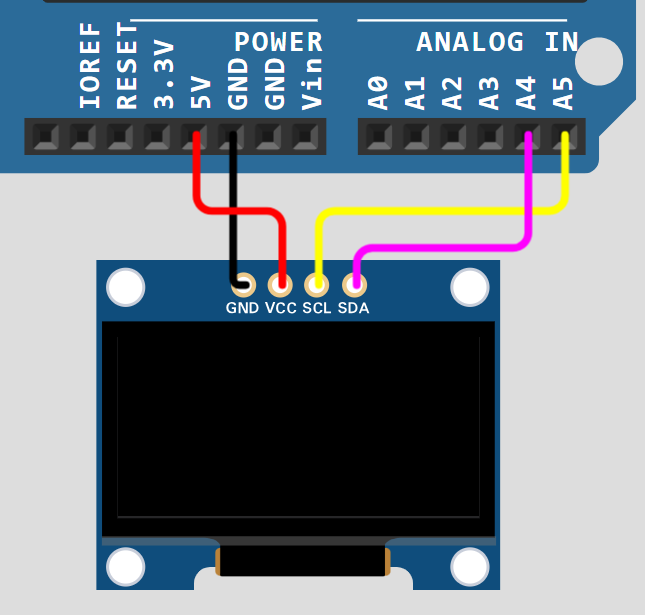 POWER
ANALOG IN
IOREF
RESET
3.3V
5V
GND
GND
Vin
A0
A1
A2
A3
A4
A5
GND VCC SCL SDA